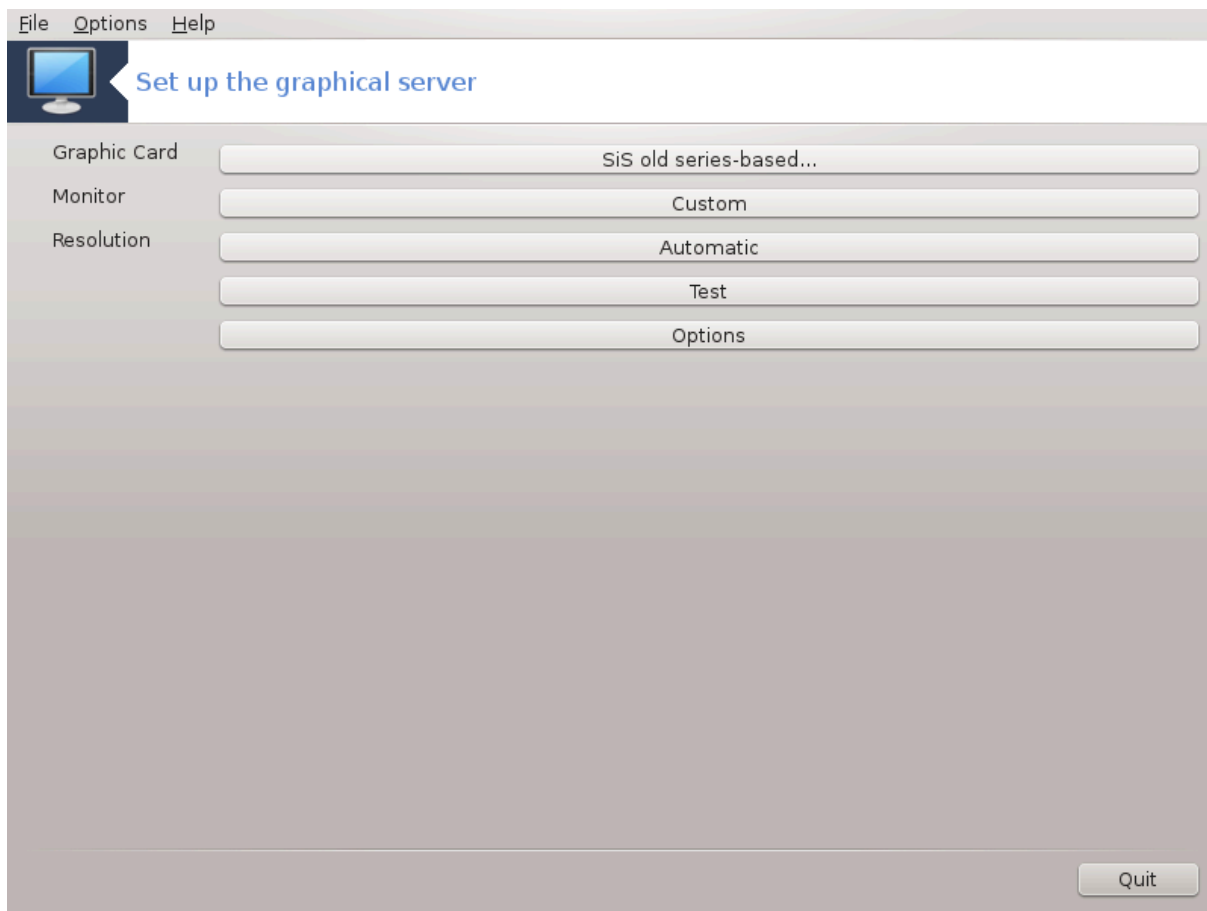 File Options Help
Set up the graphical server
Graphic Card SiS old series-based...
Monitor Custom
Resolution Automatic
Test
Options
Quit